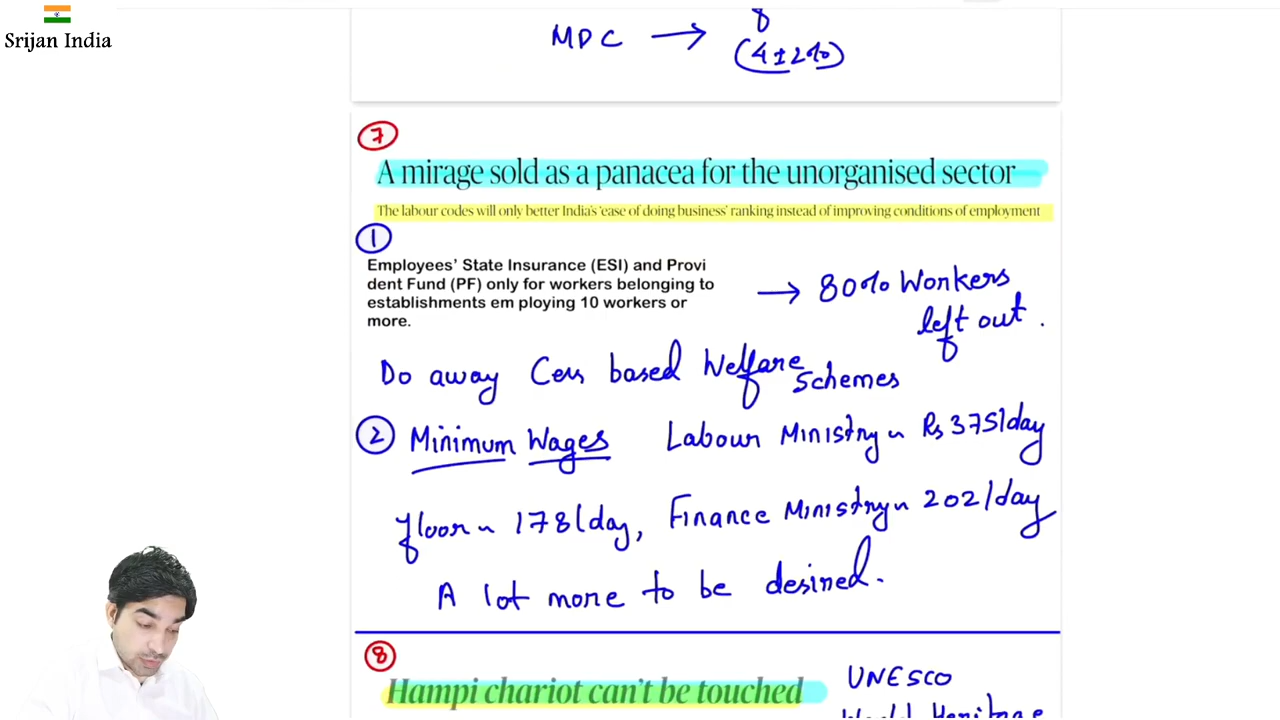 Srijan India
MPC → 8
(4±2%)
7
A mirage sold as a panacea for the unorganised sector
The labour codes will only better India's 'ease of doing business' ranking instead of improving conditions of employment
1
Employees' State Insurance (ESI) and Provi
dent Fund (PF) only for workers belonging to
establishments em ploying 10 workers or
more.
→ 80% Workers
left out.
Do away Cess based Welfare Schemes
2 Minimum Wages Labour Ministry ~ Rs 375/day
floor ~ 178/day, Finance Ministry ~ 202/day
A lot more to be desired.
8
Hampi chariot can't be touched
UNESCO
World Heritage